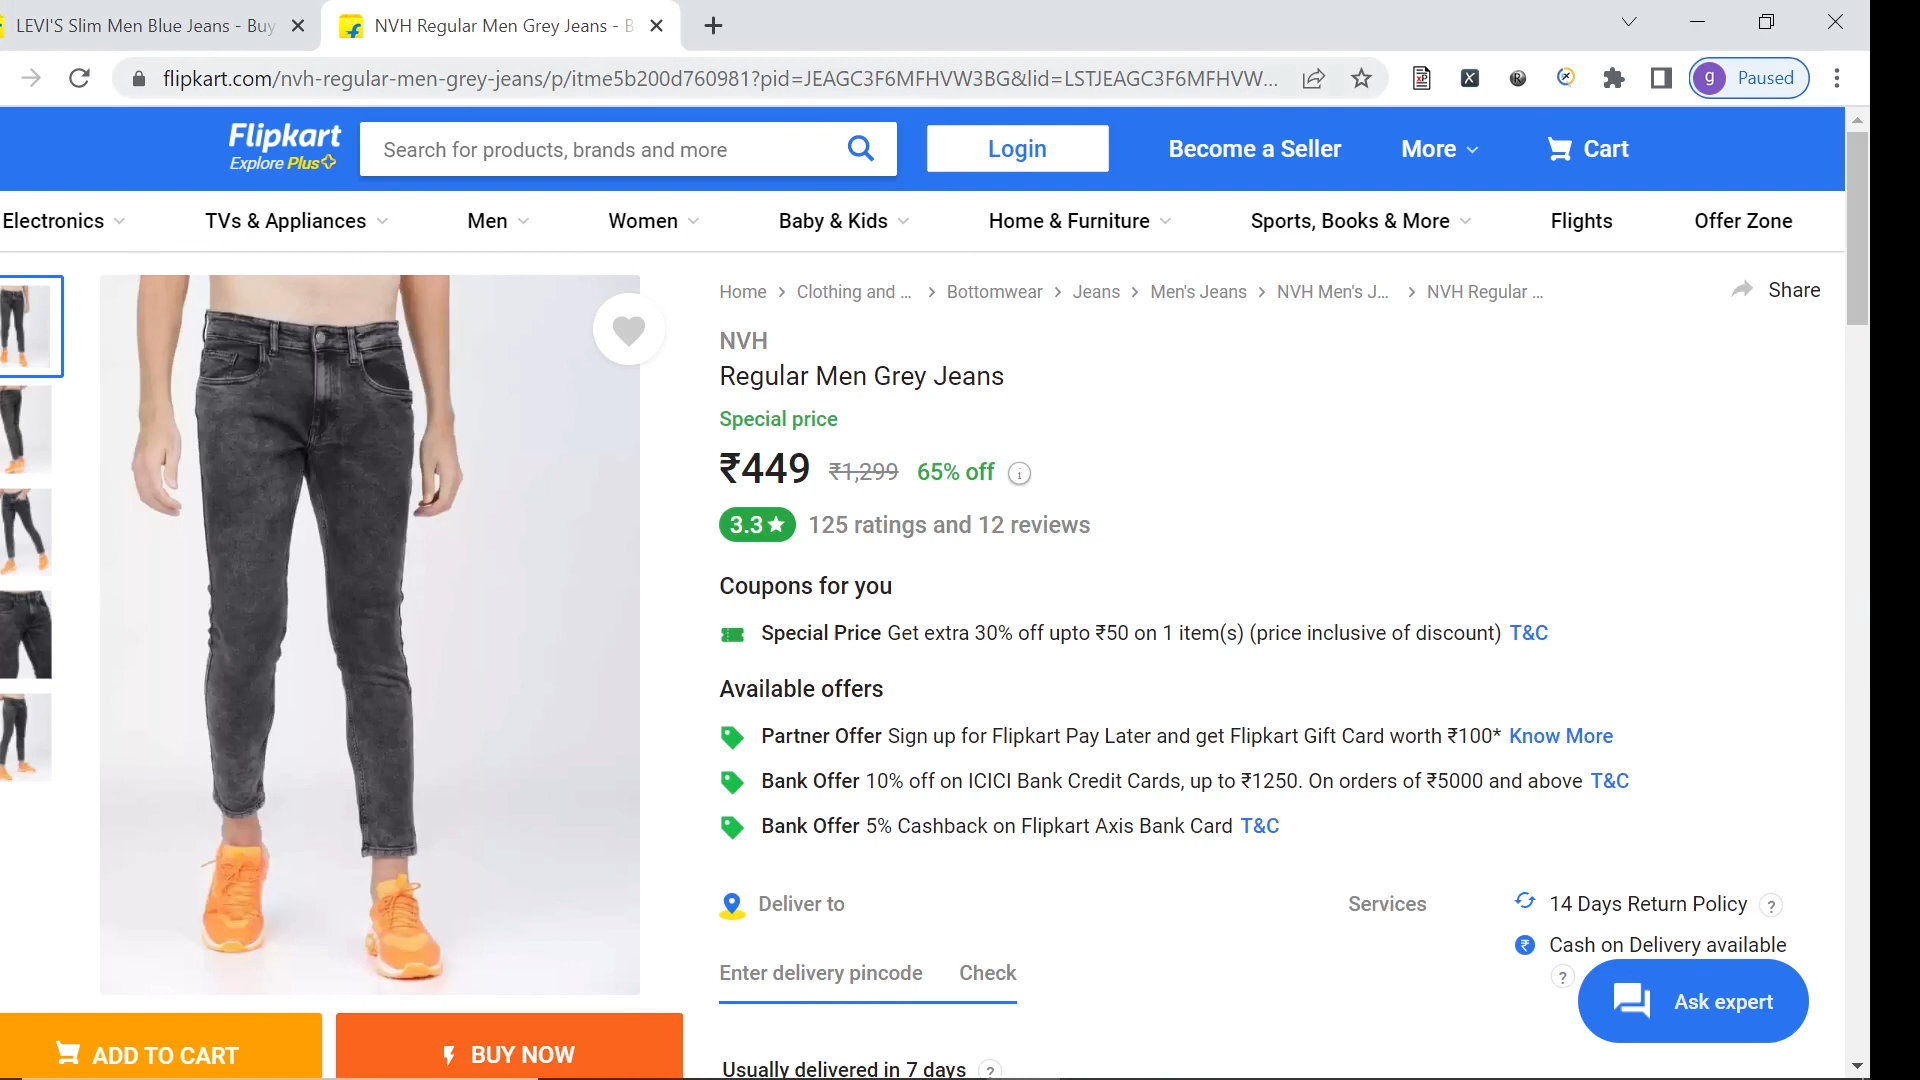 LEVI'S Slim Men Blue Jeans - Buy
NVH Regular Men Grey Jeans - B
flipkart.com/nvh-regular-men-grey-jeans/p/itme5b200d760981?pid=JEAGC3F6MFHVW3BG&lid=LSTJEAGC3F6MFHVW...
g Paused
Flipkart
Explore Plus
Search for products, brands and more
Login
Become a Seller
More
Cart
Electronics
TVs & Appliances
Men
Women
Baby & Kids
Home & Furniture
Sports, Books & More
Flights
Offer Zone
Home > Clothing and ... > Bottomwear > Jeans > Men's Jeans > NVH Men's J... > NVH Regular ...
Share
NVH
Regular Men Grey Jeans
Special price
₹449 ₹1,299 65% off i
3.3★ 125 ratings and 12 reviews
Coupons for you
Special Price Get extra 30% off upto ₹50 on 1 item(s) (price inclusive of discount) T&C
Available offers
Partner Offer Sign up for Flipkart Pay Later and get Flipkart Gift Card worth ₹100* Know More
Bank Offer 10% off on ICICI Bank Credit Cards, up to ₹1250. On orders of ₹5000 and above T&C
Bank Offer 5% Cashback on Flipkart Axis Bank Card T&C
Deliver to
Enter delivery pincode Check
Usually delivered in 7 days ?
Services
14 Days Return Policy ?
₹ Cash on Delivery available
?
Ask expert
ADD TO CART
BUY NOW